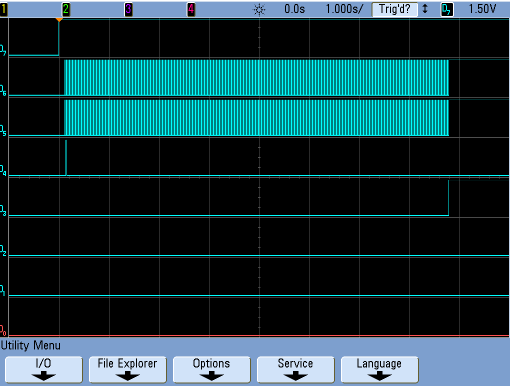 1 2 3 4 0.0s 1.000s/ Trig'd? ↕ D7 1.50V
D7
D6
D5
D4
D3
D2
D1
D0
Utility Menu
I/O File Explorer Options Service Language